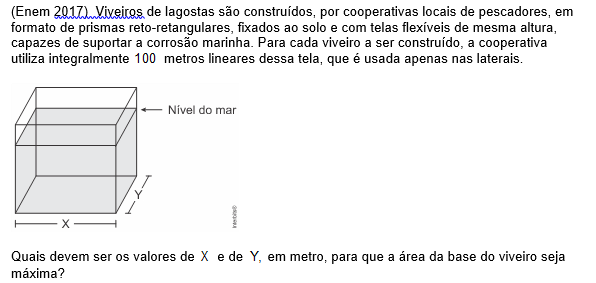 (Enem 2017) Viveiros de lagostas são construídos, por cooperativas locais de pescadores, em
formato de prismas reto-retangulares, fixados ao solo e com telas flexíveis de mesma altura,
capazes de suportar a corrosão marinha. Para cada viveiro a ser construído, a cooperativa
utiliza integralmente 100 metros lineares dessa tela, que é usada apenas nas laterais.
Nível do mar
Y
X
Quais devem ser os valores de X e de Y, em metro, para que a área da base do viveiro seja
máxima?